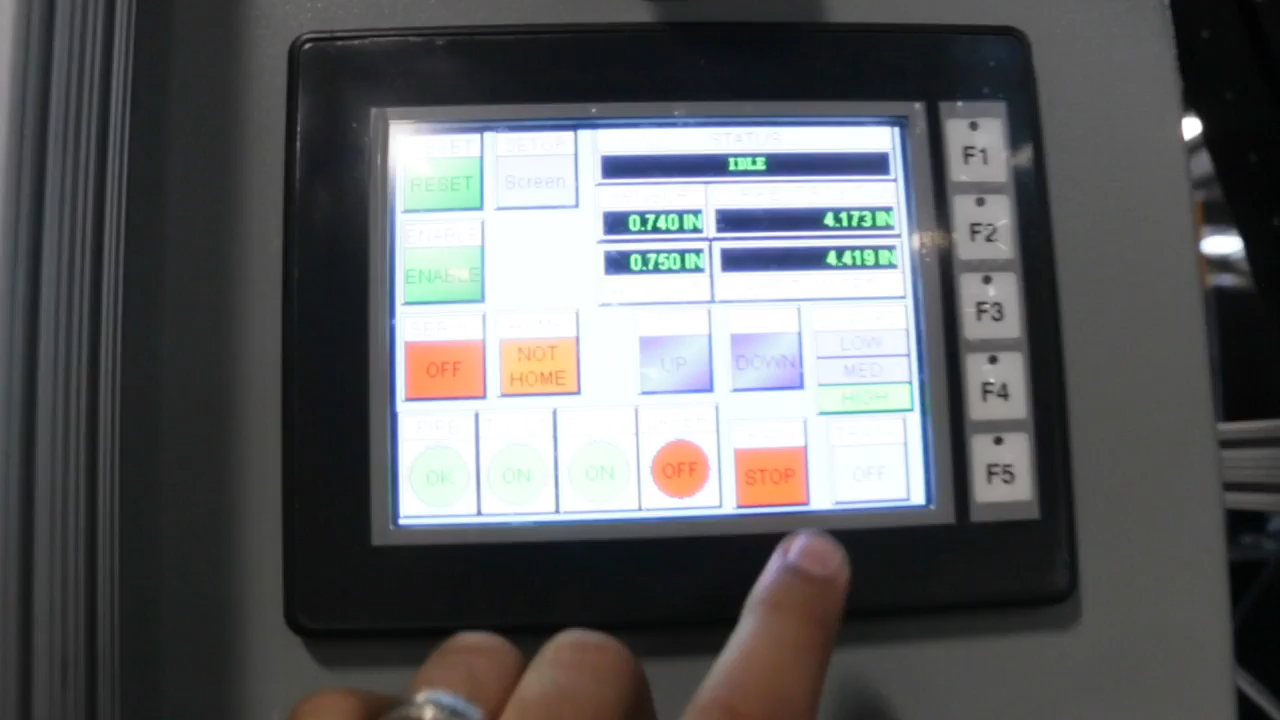 RESET
SETUP
STATUS
RESET
Screen
IDLE
0.740 IN
4.173 IN
ENABLE
ENABLE
0.750 IN
4.419 IN
OFF
NOT
HOME
UP
DOWN
LOW
MED
HIGH
OK
ON
ON
OFF
STOP
OFF
F1
F2
F3
F4
F5